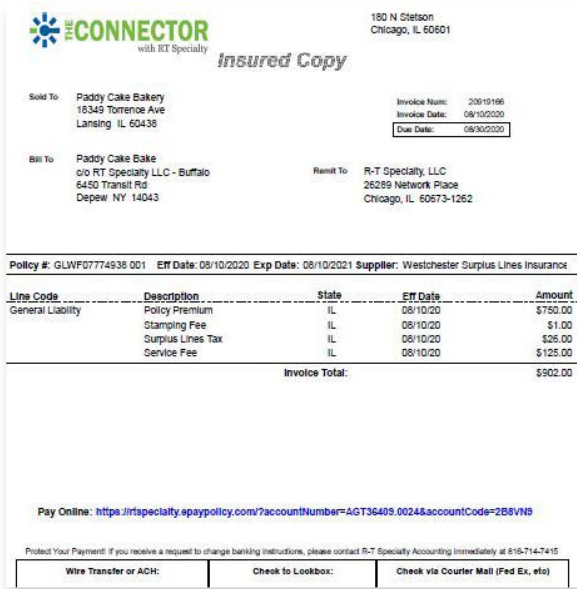 THE CONNECTOR
with RT Specialty
180 N Stetson
Chicago, IL 60601
Insured Copy
Sold To
Paddy Cake Bakery
18349 Torrence Ave
Lansing IL 60438
Invoice Num: 20919166
Invoice Date: 08/10/2020
Due Date: 08/30/2020
Bill To
Paddy Cake Bake
c/o RT Specialty LLC - Buffalo
6450 Transit Rd
Depew NY 14043
Remit To
R-T Specialty, LLC
26289 Network Place
Chicago, IL 60673-1262
Policy #: GLWF07774938 001 Eff Date: 08/10/2020 Exp Date: 08/10/2021 Supplier: Westchester Surplus Lines Insurance
Line Code Description State Eff Date Amount
General Liability Policy Premium IL 08/10/20 $750.00
Stamping Fee IL 08/10/20 $1.00
Surplus Lines Tax IL 08/10/20 $26.00
Service Fee IL 08/10/20 $125.00
Invoice Total: $902.00
Pay Online: https://rtspecialty.epaypolicy.com/?accountNumber=AGT36409.0024&accountCode=2B8VN9
Protect Your Payment! If you receive a request to change banking instructions, please contact R-T Specialty Accounting immediately at 816-714-7415
Wire Transfer or ACH: Check to Lockbox: Check via Courier Mail (Fed Ex, etc)